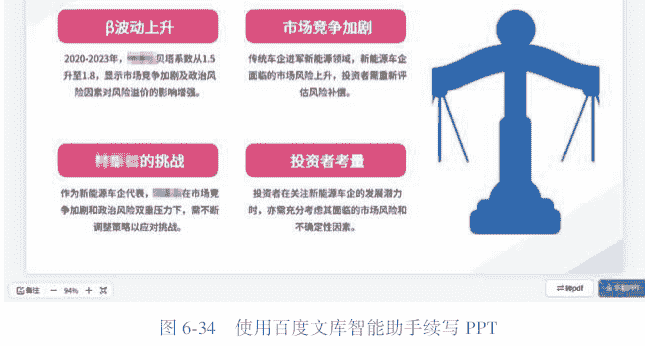 β波动上升
2020-2023年，贝塔系数从1.5
升至1.8，显示市场竞争加剧及政治风
险因素对风险溢价的影响增强。
市场竞争加剧
传统车企进军新能源领域，新能源车企
面临的市场风险上升，投资者需重新评
估风险补偿。
的挑战
作为新能源车企代表，在市场竞
争加剧和政治风险双重压力下，需不断
调整策略以应对挑战。
投资者考量
投资者在关注新能源车企的发展潜力
时，亦需充分考虑其面临的市场风险和
不确定性因素。
备注 － 94% ＋
转pdf
图 6-34 使用百度文库智能助手续写 PPT